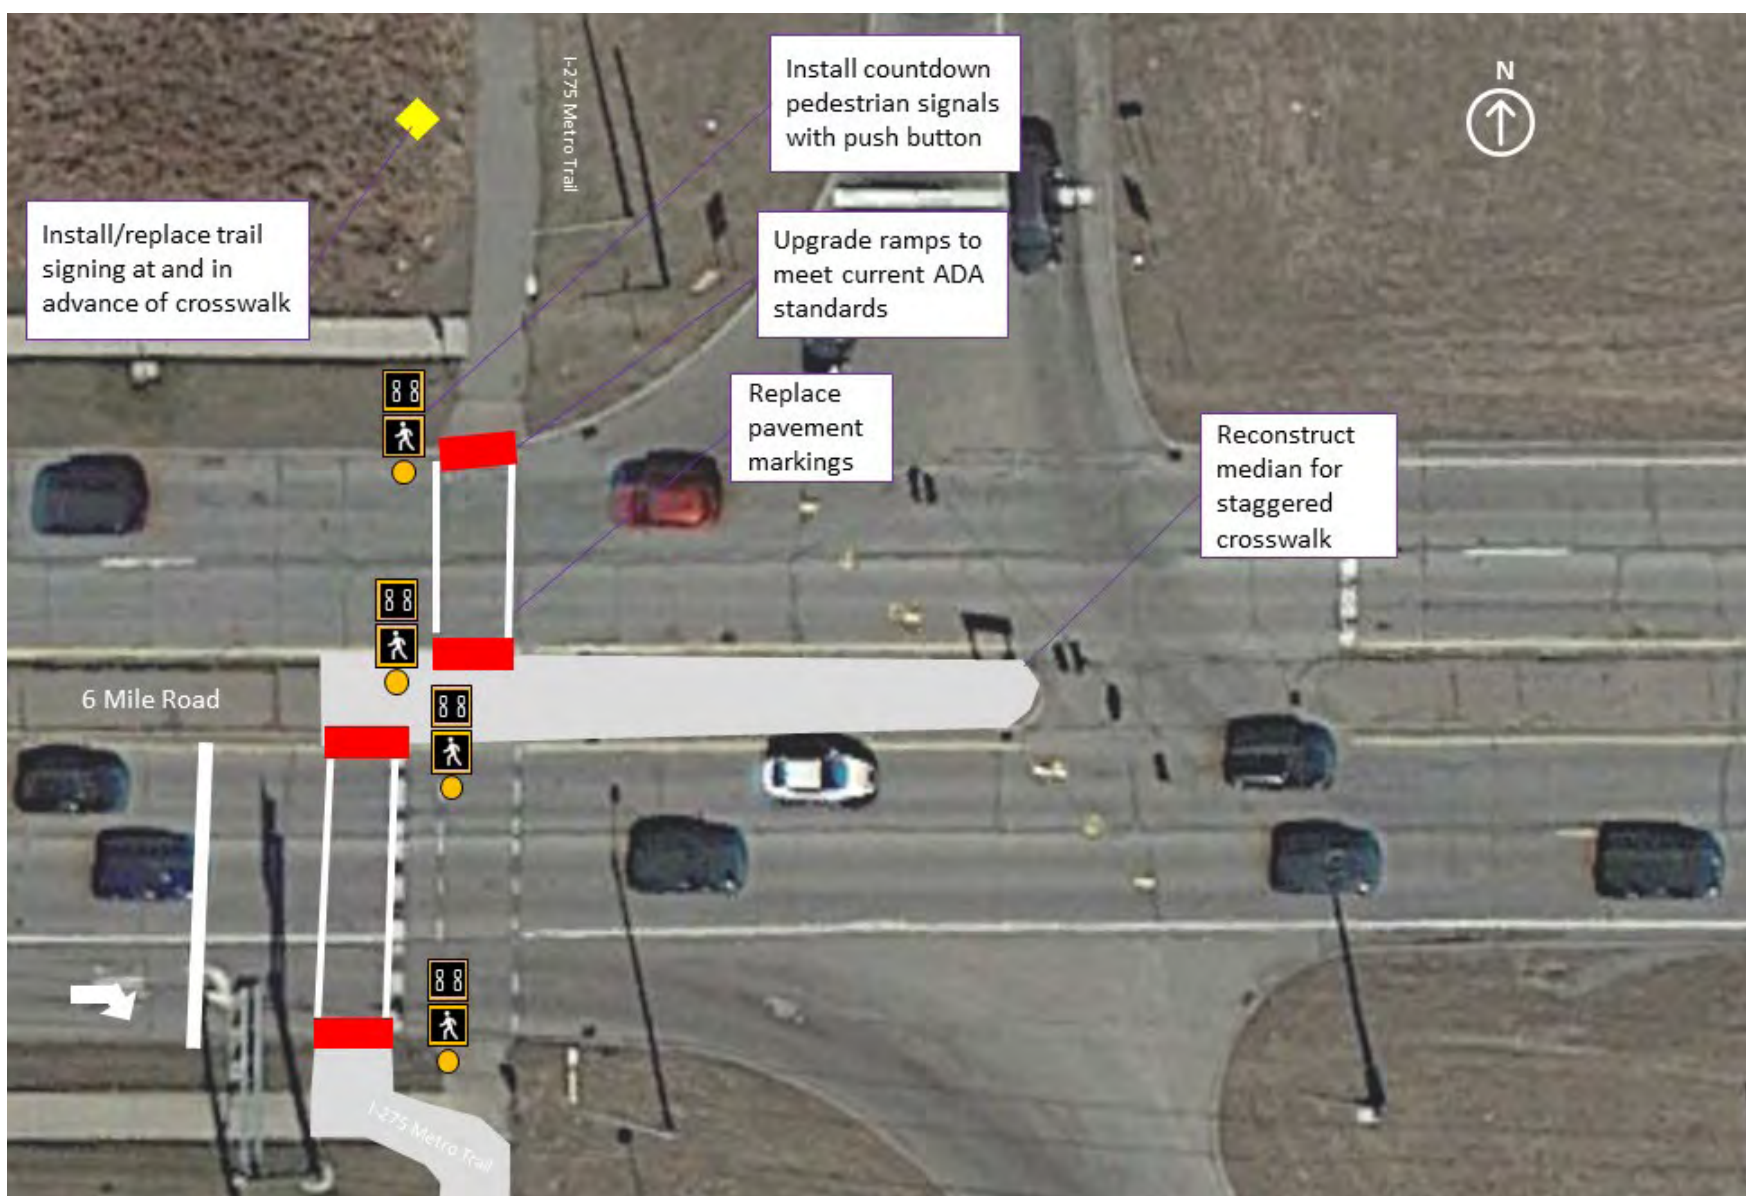 I-275 Metro Trail
Install countdown
pedestrian signals
with push button
N
Install/replace trail
signing at and in
advance of crosswalk
Upgrade ramps to
meet current ADA
standards
Replace
pavement
markings
Reconstruct
median for
staggered
crosswalk
88
88
6 Mile Road
88
88
I-275 Metro Trail